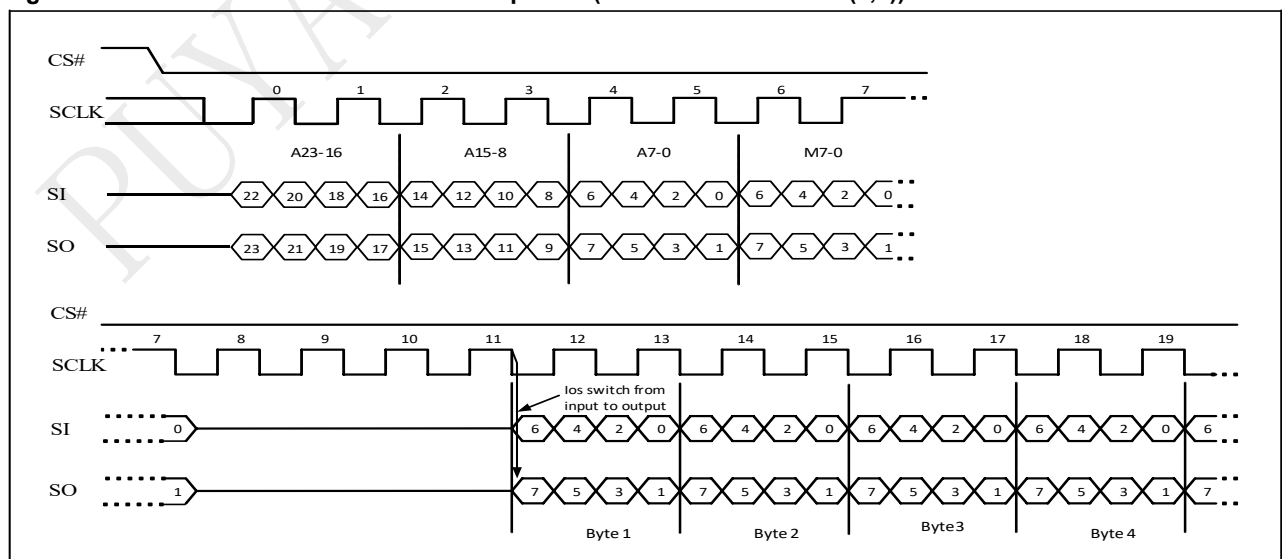 PUYA
CS#
SCLK
0 1 2 3 4 5 6 7
A23-16 A15-8 A7-0 M7-0
SI
22 20 18 16 14 12 10 8 6 4 2 0 6 4 2 0
SO
23 21 19 17 15 13 11 9 7 5 3 1 7 5 3 1
CS#
7 8 9 10 11 12 13 14 15 16 17 18 19
SCLK
Ios switch from
input to output
SI
0 6 4 2 0 6 4 2 0 6 4 2 0 6 4 2 0 6
SO
1 7 5 3 1 7 5 3 1 7 5 3 1 7 5 3 1 7
Byte 1 Byte 2 Byte3 Byte 4